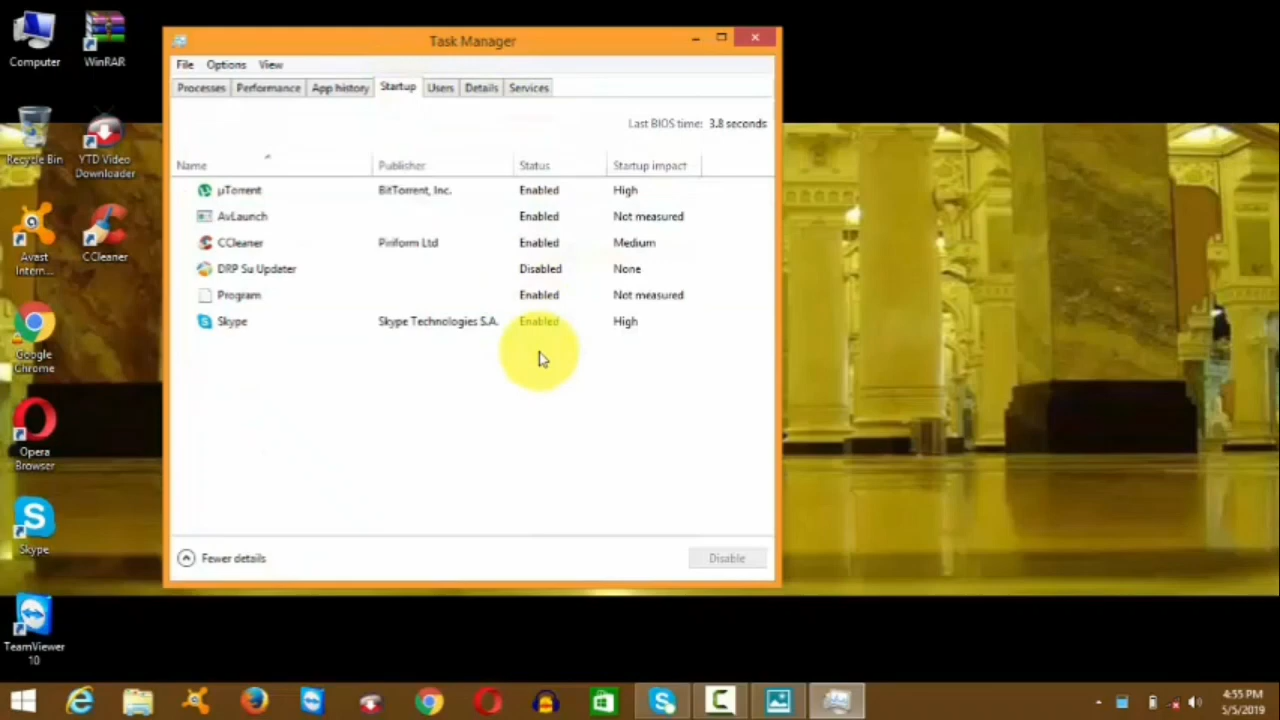 Computer
WinRAR
Recycle Bin
YTD Video
Downloader
Avast
Intern...
CCleaner
Google
Chrome
Opera
Browser
Skype
TeamViewer
10
Task Manager
File Options View
Processes Performance App history Startup Users Details Services
Last BIOS time: 3.8 seconds
Name Publisher Status Startup impact
µTorrent BitTorrent, Inc. Enabled High
AvLaunch Enabled Not measured
CCleaner Piriform Ltd Enabled Medium
DRP Su Updater Disabled None
Program Enabled Not measured
Skype Skype Technologies S.A. Enabled High
Fewer details Disable
4:35 PM
5/5/2019